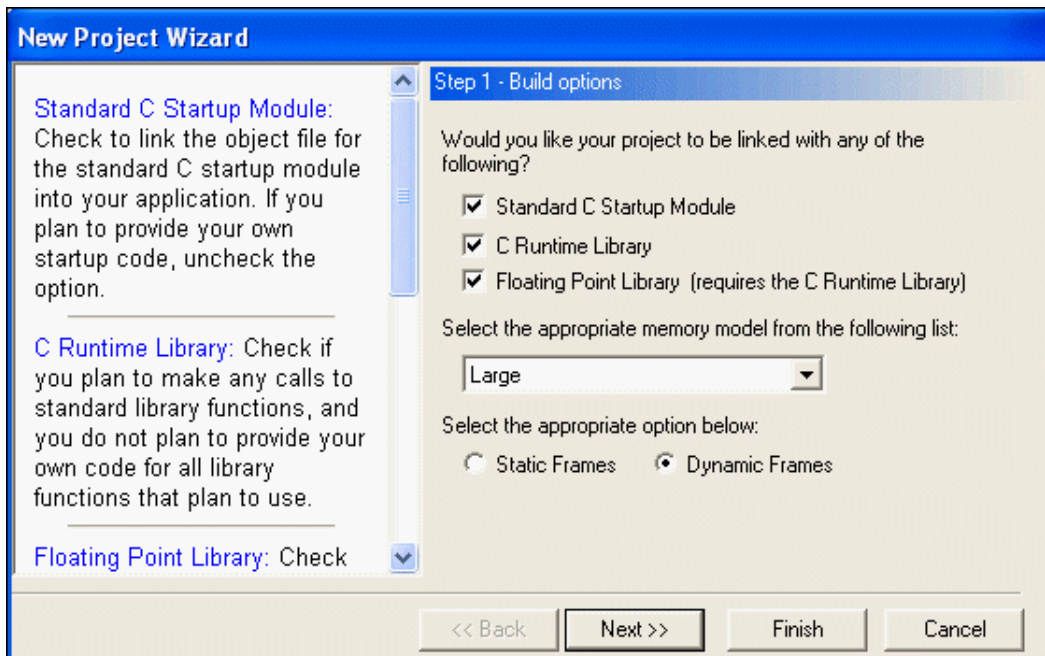 New Project Wizard
Standard C Startup Module:
Check to link the object file for
the standard C startup module
into your application. If you
plan to provide your own
startup code, uncheck the
option.
C Runtime Library: Check if
you plan to make any calls to
standard library functions, and
you do not plan to provide your
own code for all library
functions that plan to use.
Floating Point Library: Check
Step 1 - Build options
Would you like your project to be linked with any of the
following?
Standard C Startup Module
C Runtime Library
Floating Point Library (requires the C Runtime Library)
Select the appropriate memory model from the following list:
Large
Select the appropriate option below:
Static Frames
Dynamic Frames
<< Back
Next >>
Finish
Cancel